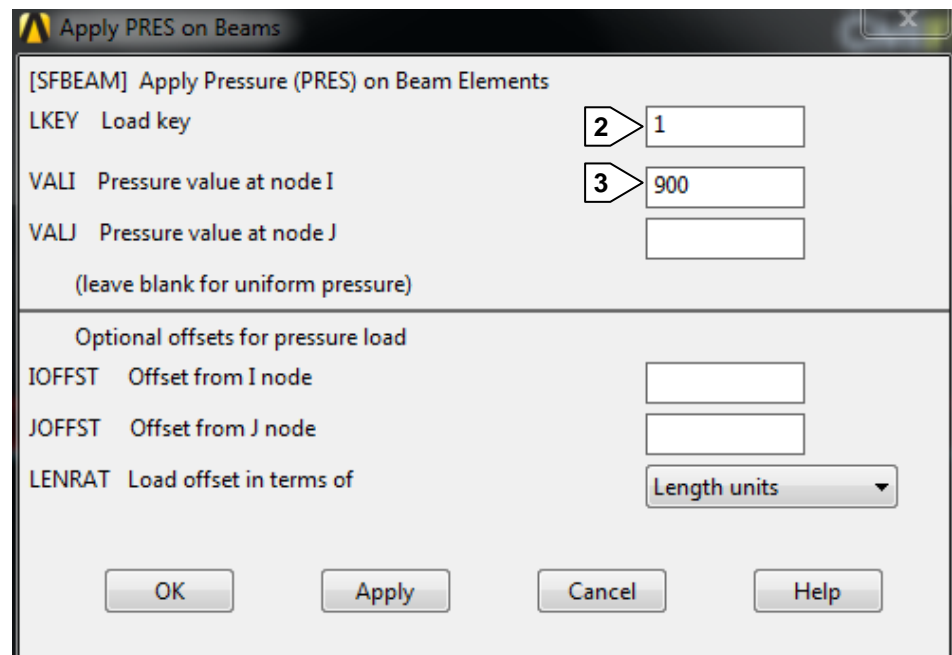 Apply PRES on Beams
[SFBEAM] Apply Pressure (PRES) on Beam Elements
LKEY Load key 2 1
VALI Pressure value at node I 3 900
VALJ Pressure value at node J
(leave blank for uniform pressure)
Optional offsets for pressure load
IOFFST Offset from I node
JOFFST Offset from J node
LENRAT Load offset in terms of Length units
OK Apply Cancel Help